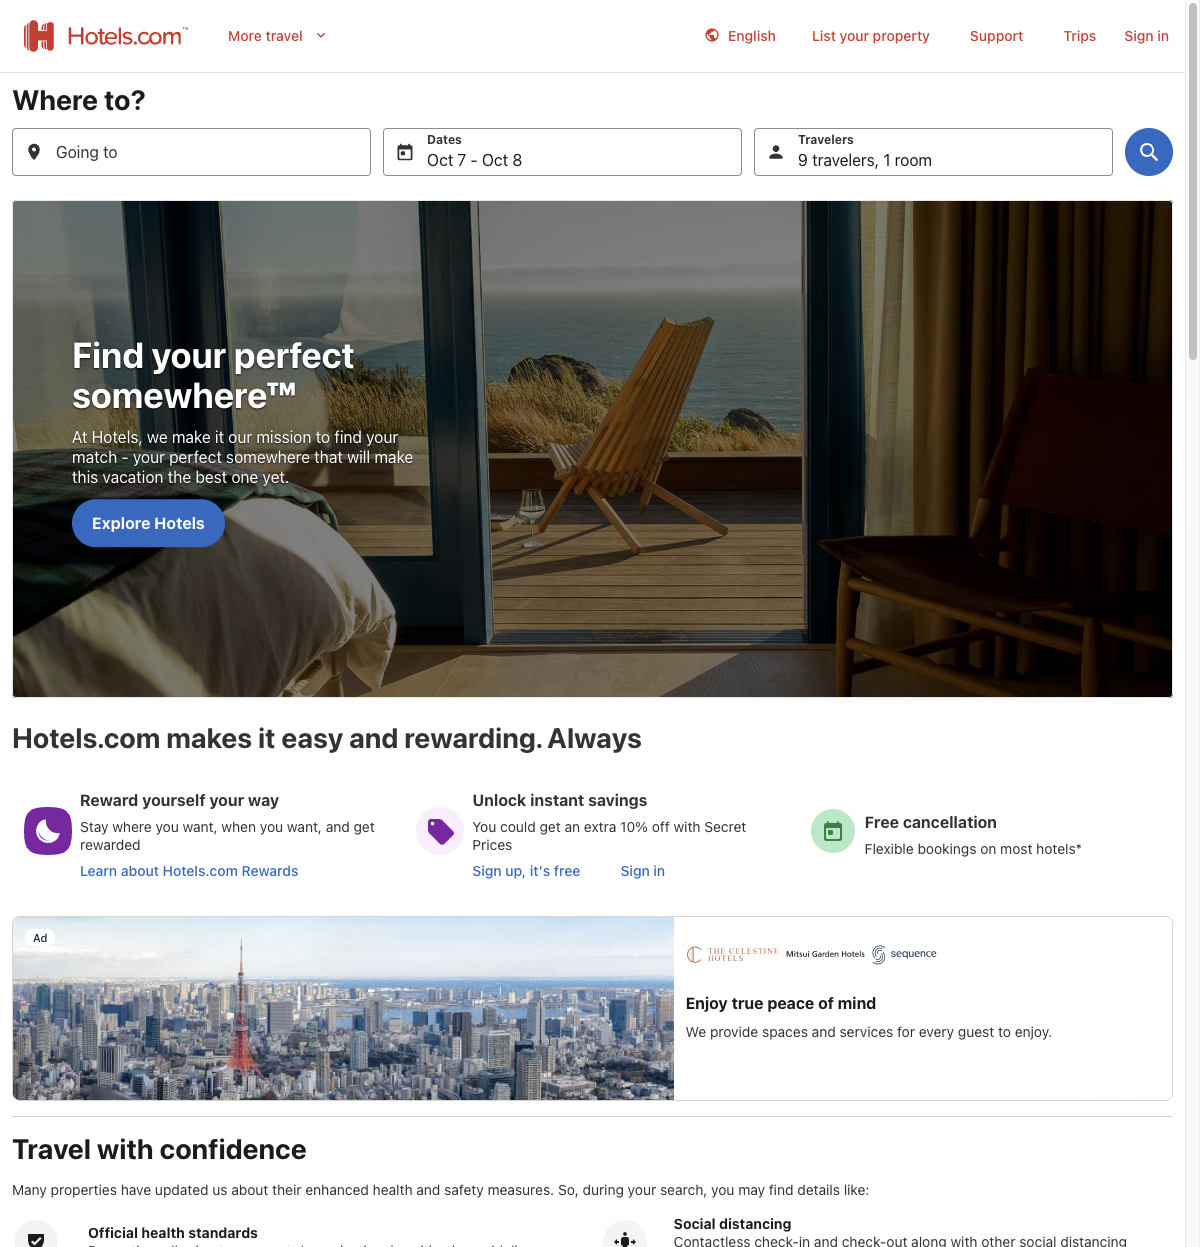 Hotels.com™
More travel
English
List your property
Support
Trips
Sign in
Where to?
Going to
Dates
Oct 7 - Oct 8
Travelers
9 travelers, 1 room
Find your perfect
somewhere™
At Hotels, we make it our mission to find your
match - your perfect somewhere that will make
this vacation the best one yet.
Explore Hotels
Hotels.com makes it easy and rewarding. Always
Reward yourself your way
Stay where you want, when you want, and get
rewarded
Learn about Hotels.com Rewards
Unlock instant savings
You could get an extra 10% off with Secret
Prices
Sign up, it's free
Sign in
Free cancellation
Flexible bookings on most hotels*
Ad
THE CELESTINE
HOTELS
Mitsui Garden Hotels
sequence
Enjoy true peace of mind
We provide spaces and services for every guest to enjoy.
Travel with confidence
Many properties have updated us about their enhanced health and safety measures. So, during your search, you may find details like:
Official health standards
Social distancing
Contactless check-in and check-out along with other social distancing